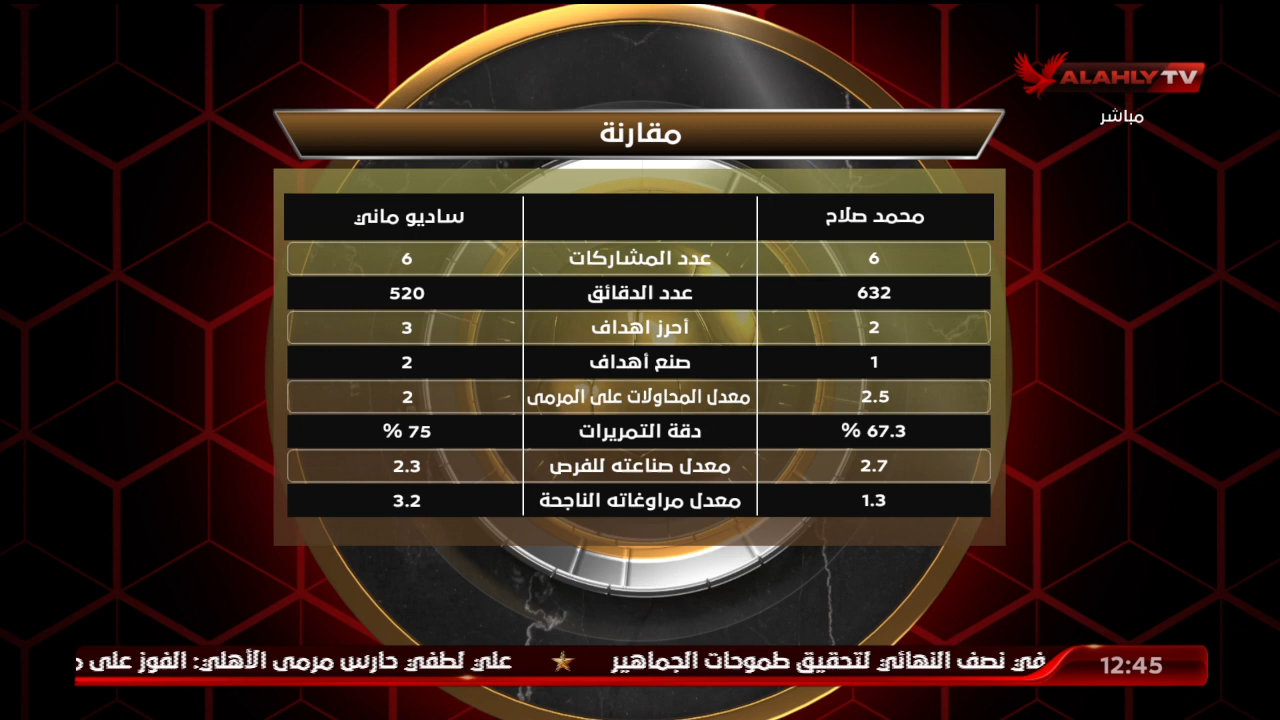 ALAHLY TV
مباشر
مقارنة
محمد صلاح ساديو ماني
6 عدد المشاركات 6
632 عدد الدقائق 520
2 أحرز اهداف 3
1 صنع أهداف 2
2.5 معدل المحاولات على المرمى 2
67.3 % دقة التمريرات 75 %
2.7 معدل صناعته للفرص 2.3
1.3 معدل مراوغاته الناجحة 3.2
12:45 في نصف النهائي لتحقيق طموحات الجماهير علي لطفي حارس مرمى الأهلي: الفوز على